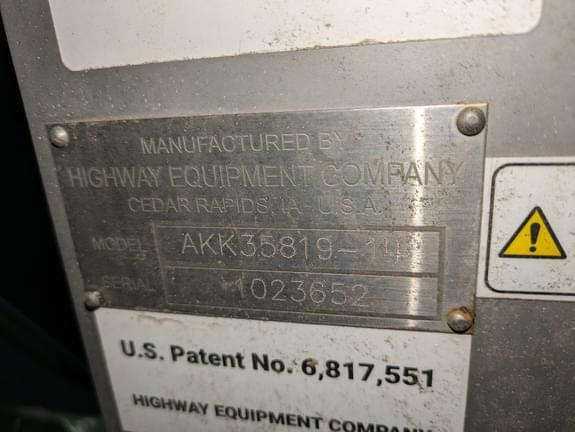 MANUFACTURED BY
HIGHWAY EQUIPMENT COMPANY
CEDAR RAPIDS, IA. U.S.A.
MODEL AKK35819-14
SERIAL 1023652
U.S. Patent No. 6,817,551
HIGHWAY EQUIPMENT COMPANY